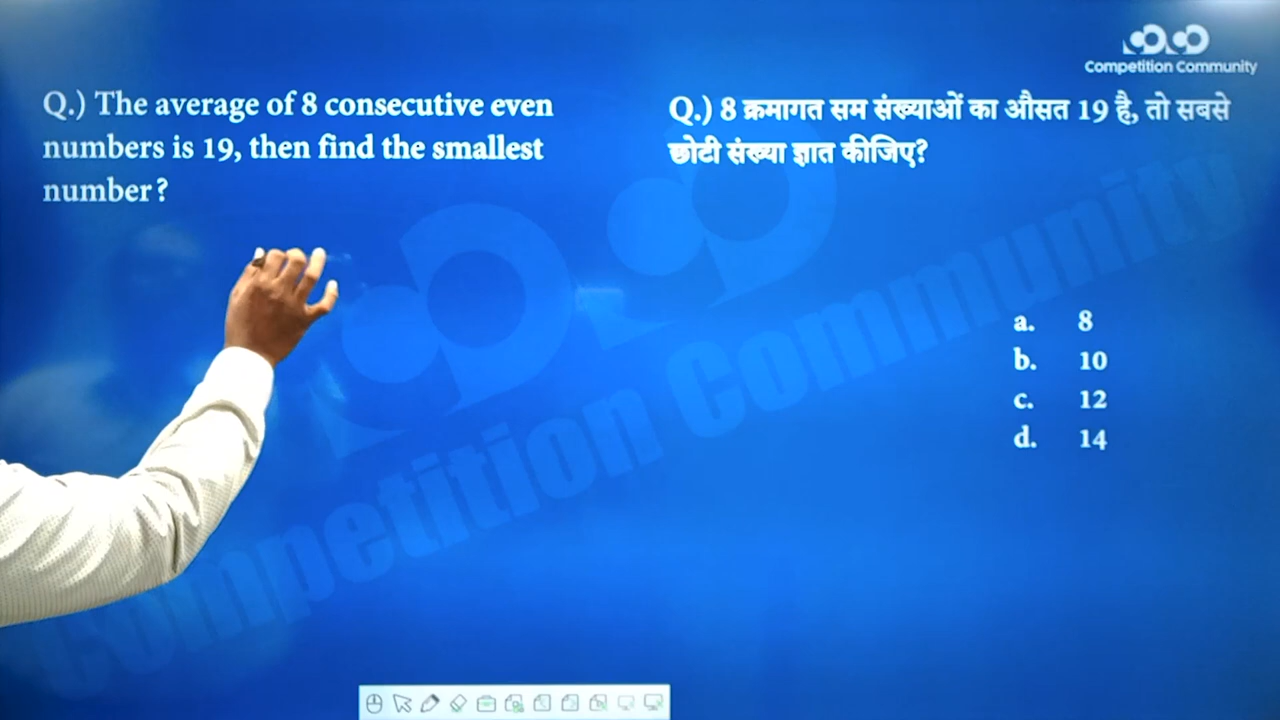 Competition Community
Q.) The average of 8 consecutive even
numbers is 19, then find the smallest
number?
Q.) 8 क्रमागत सम संख्याओं का औसत 19 है, तो सबसे
छोटी संख्या ज्ञात कीजिए?
a. 8
b. 10
c. 12
d. 14
Competition Community